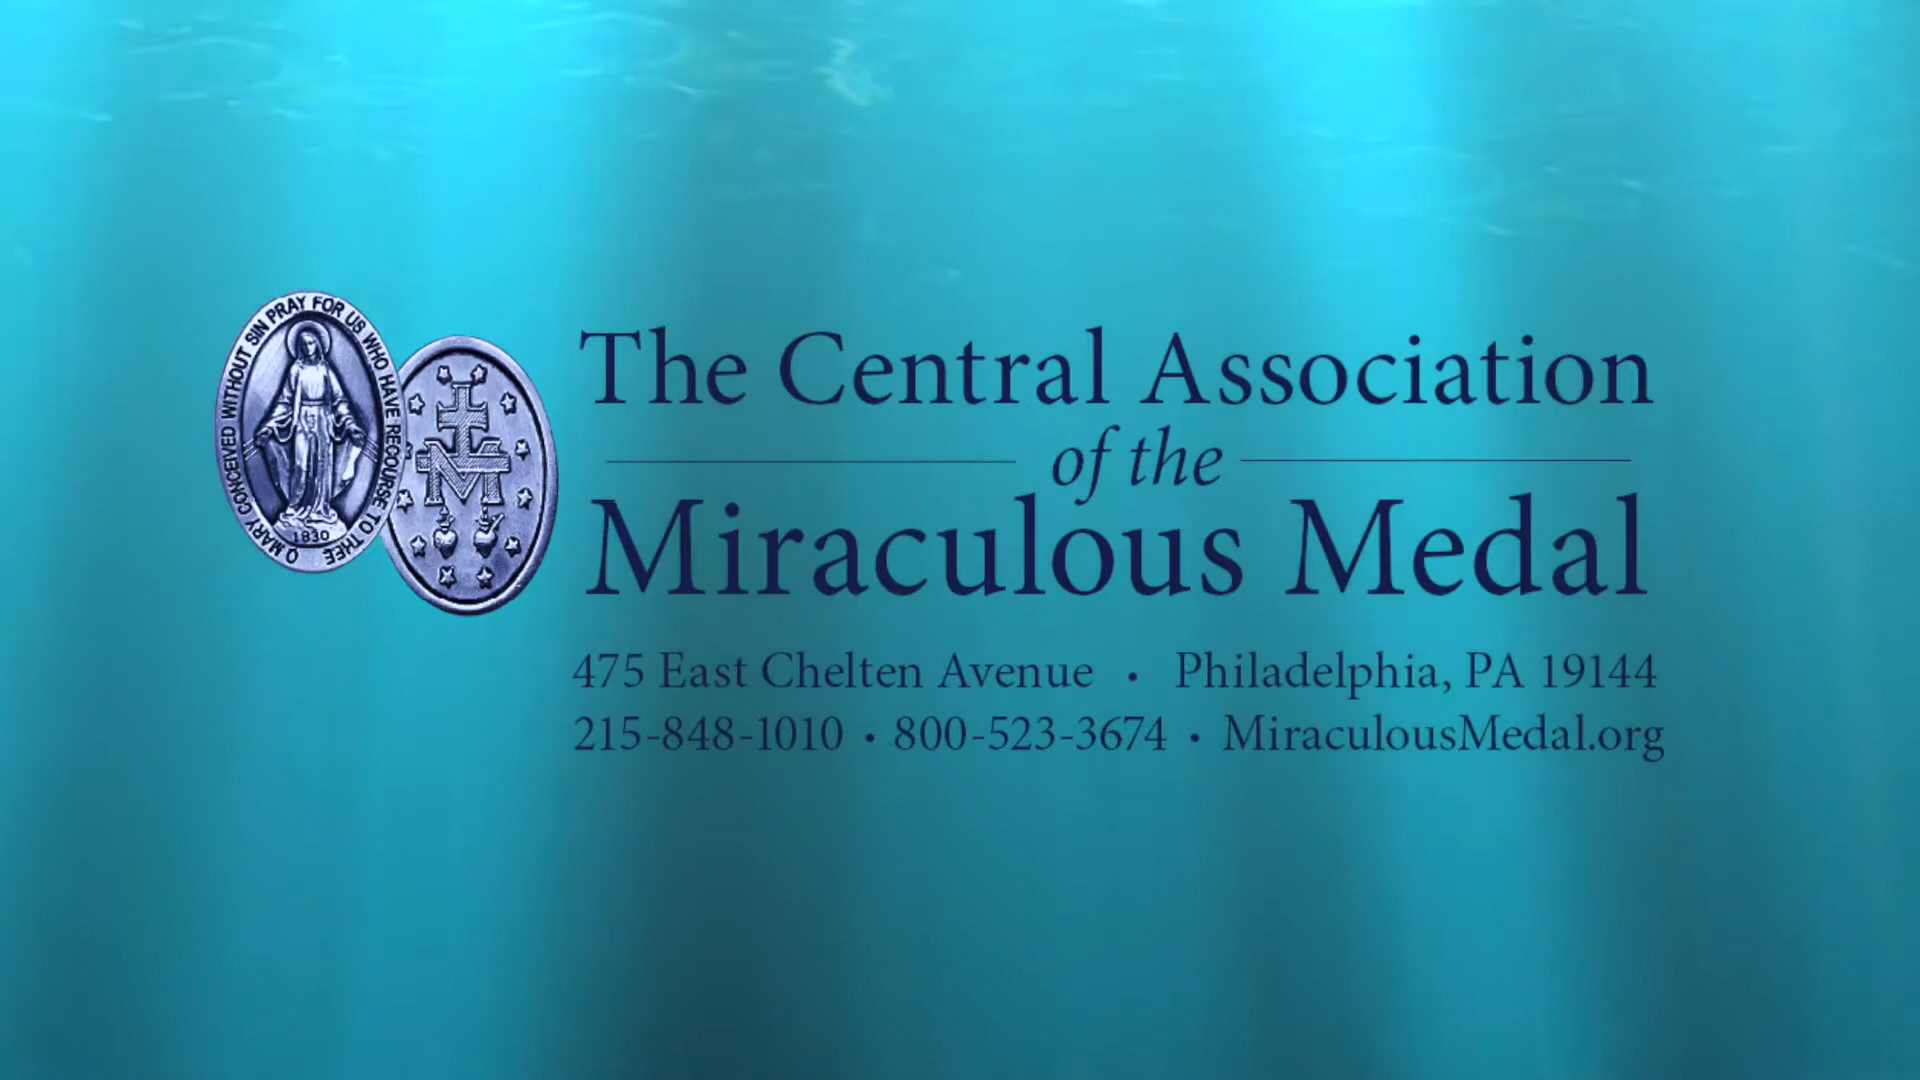 O MARY CONCEIVED WITHOUT SIN PRAY FOR US WHO HAVE RECOURSE TO THEE
1830
M
The Central Association
of the
Miraculous Medal
475 East Chelten Avenue • Philadelphia, PA 19144
215-848-1010 • 800-523-3674 • MiraculousMedal.org